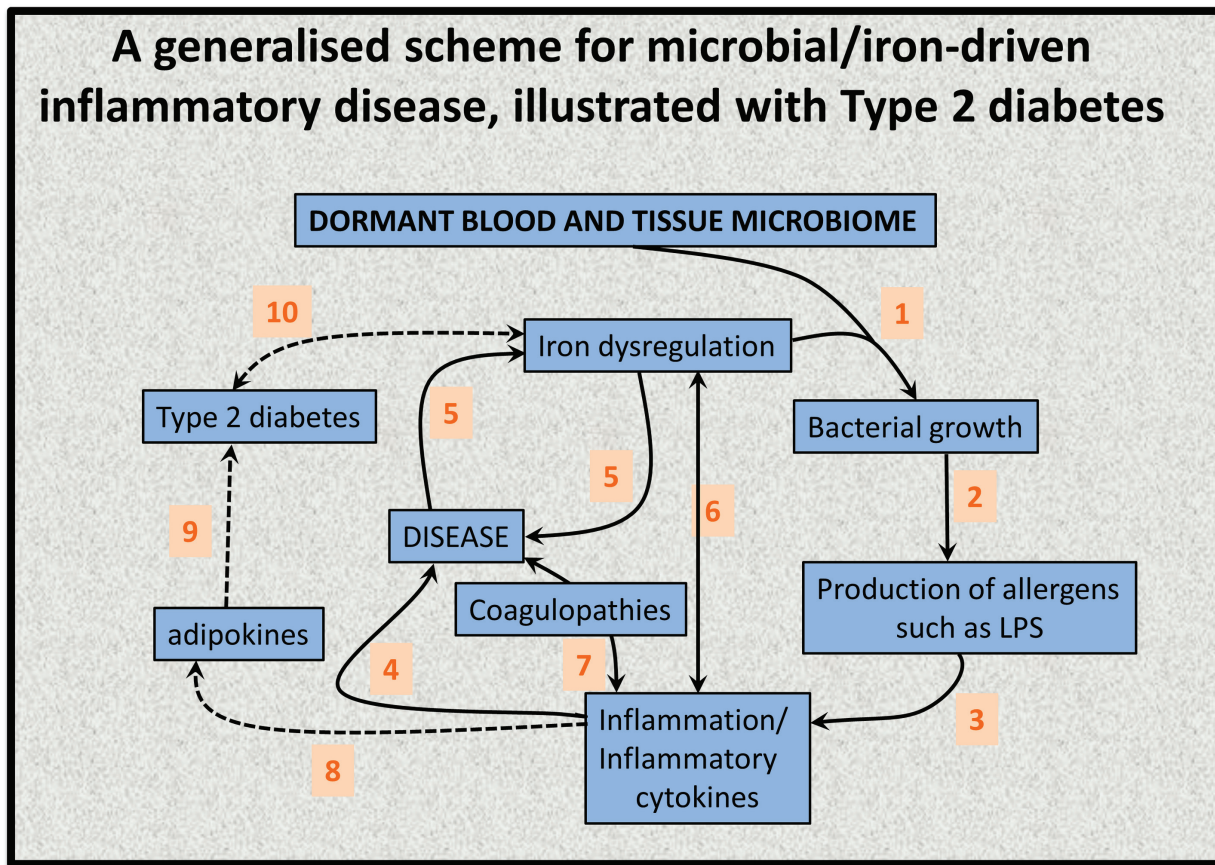 A generalised scheme for microbial/iron-driven
inflammatory disease, illustrated with Type 2 diabetes
DORMANT BLOOD AND TISSUE MICROBIOME
10
1
Iron dysregulation
Type 2 diabetes
5
Bacterial growth
5
2
9
6
DISEASE
Production of allergens
such as LPS
Coagulopathies
adipokines
4
7
3
Inflammation/
Inflammatory
cytokines
8